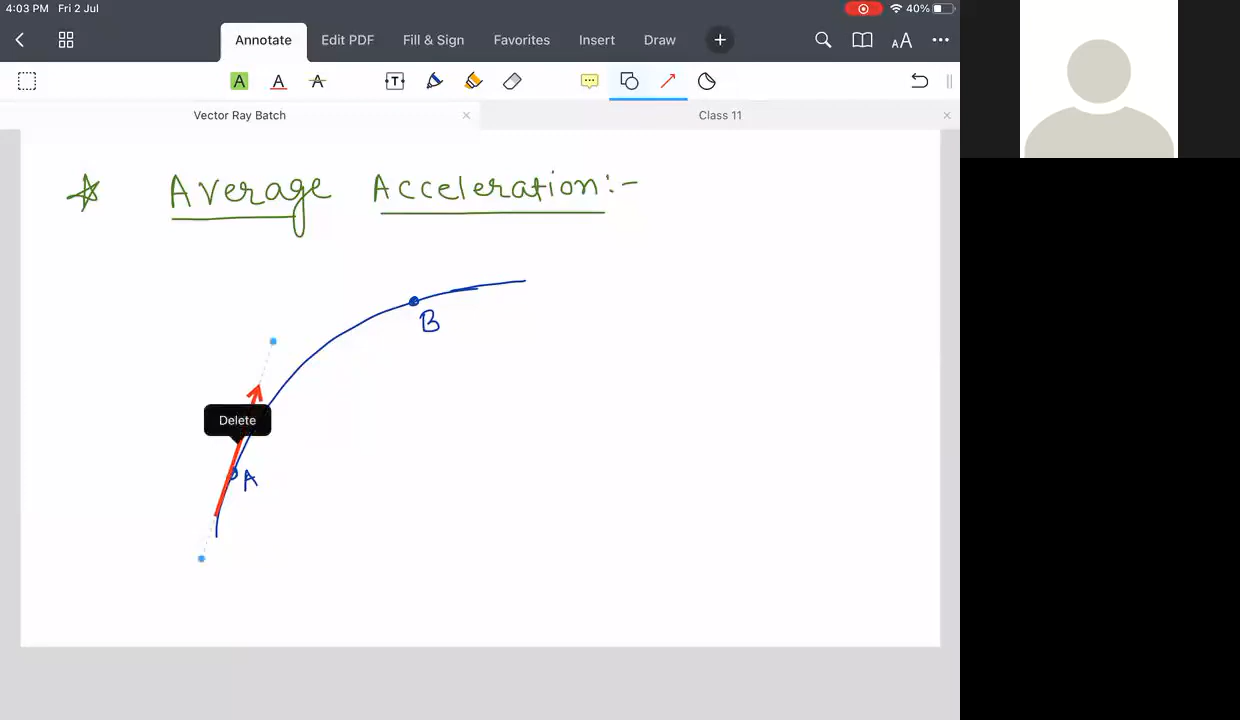 4:03 PM Fri 2 Jul 40%
Annotate Edit PDF Fill & Sign Favorites Insert Draw
A A A T
Vector Ray Batch Class 11
☆ Average Acceleration:-
B
Delete
A